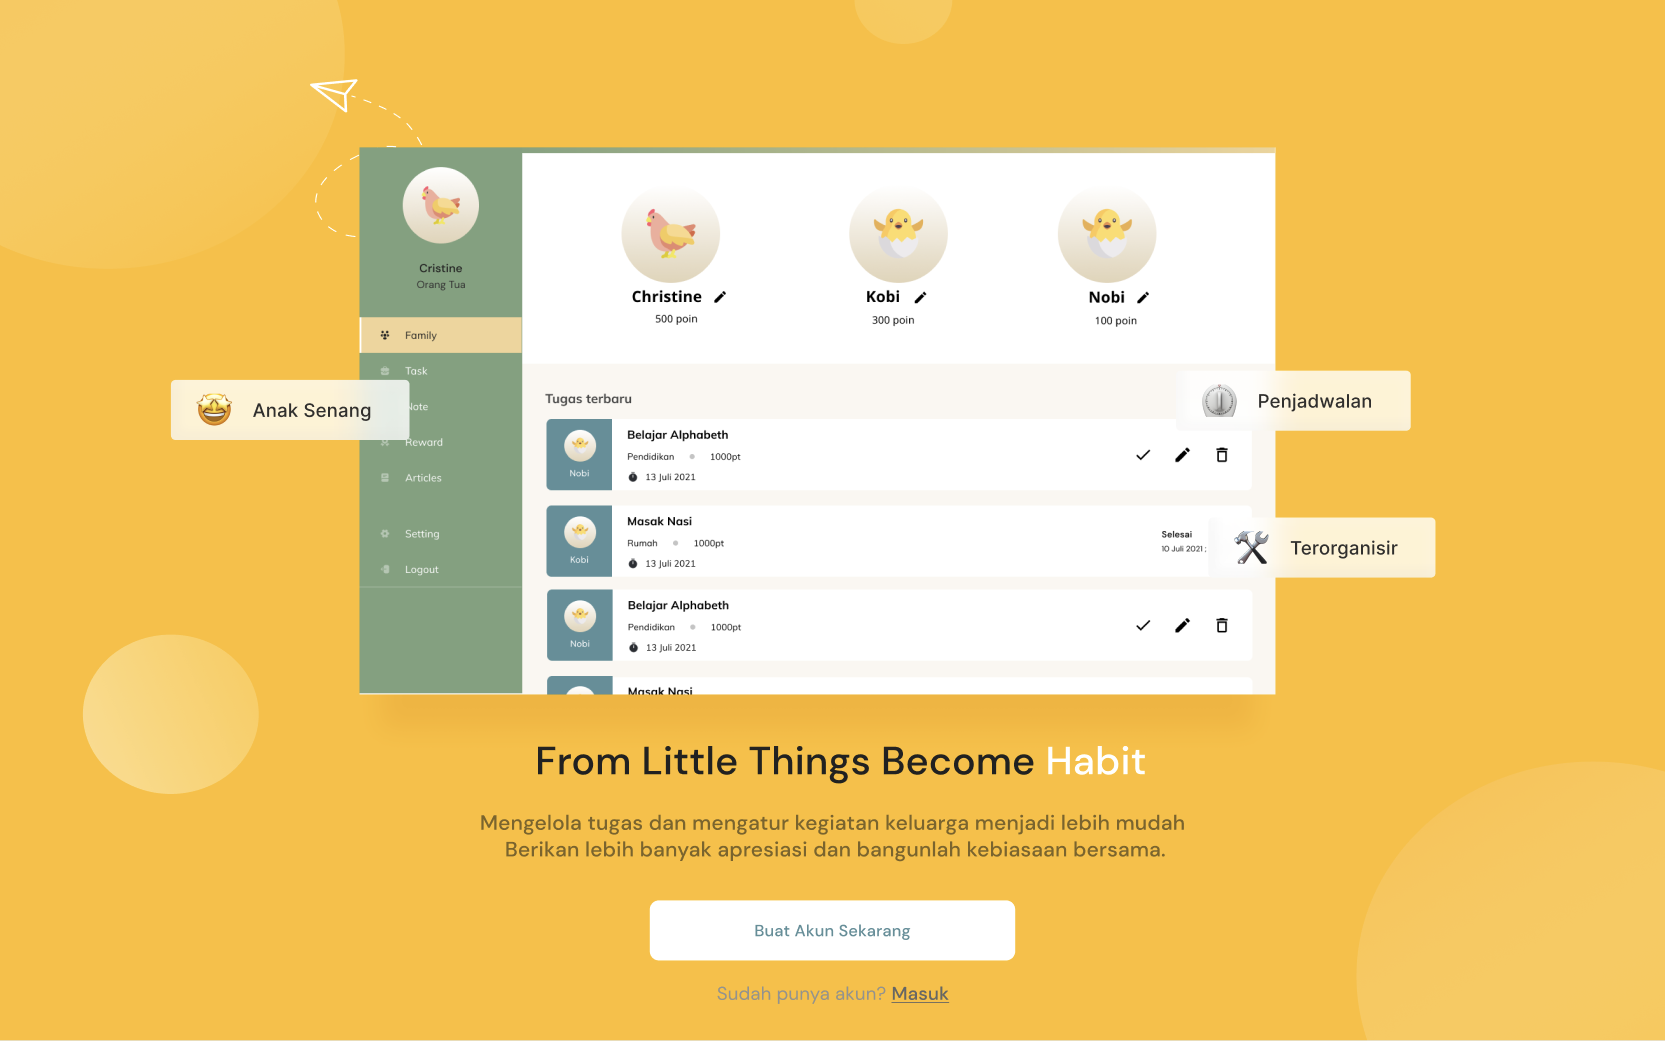 Cristine
Orang Tua
Family
Task
Note
Reward
Articles
Setting
Logout
Anak Senang
Christine
500 poin
Kobi
300 poin
Nobi
100 poin
Tugas terbaru
Penjadwalan
Nobi
Belajar Alphabeth
Pendidikan 1000pt
13 Juli 2021
Kobi
Masak Nasi
Rumah 1000pt
13 Juli 2021
Selesai
10 Juli 2021 ;
Terorganisir
Nobi
Belajar Alphabeth
Pendidikan 1000pt
13 Juli 2021
Masak Nasi
From Little Things Become Habit
Mengelola tugas dan mengatur kegiatan keluarga menjadi lebih mudah
Berikan lebih banyak apresiasi dan bangunlah kebiasaan bersama.
Buat Akun Sekarang
Sudah punya akun? Masuk